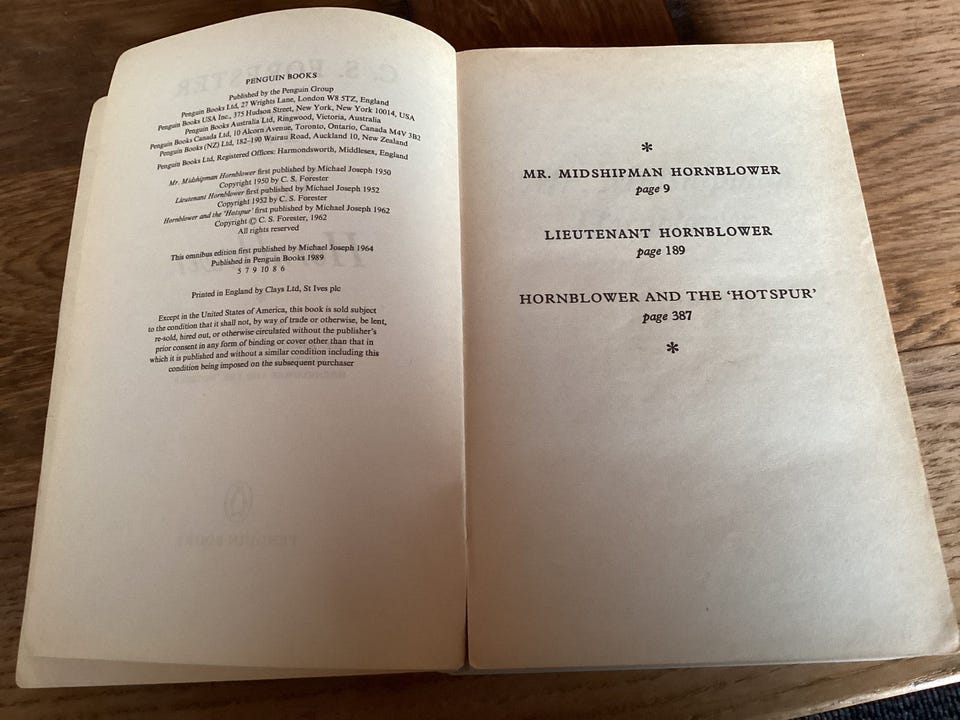 PENGUIN BOOKS
Published by the Penguin Group
Penguin Books Ltd, 27 Wrights Lane, London W8 5TZ, England
Penguin Books USA Inc., 375 Hudson Street, New York, New York 10014, USA
Penguin Books Australia Ltd, Ringwood, Victoria, Australia
Penguin Books Canada Ltd, 10 Alcorn Avenue, Toronto, Ontario, Canada M4V 3B2
Penguin Books (NZ) Ltd, 182–190 Wairau Road, Auckland 10, New Zealand
Penguin Books Ltd, Registered Offices: Harmondsworth, Middlesex, England
Mr. Midshipman Hornblower first published by Michael Joseph 1950
Copyright 1950 by C. S. Forester
Lieutenant Hornblower first published by Michael Joseph 1952
Copyright 1952 by C. S. Forester
Hornblower and the 'Hotspur' first published by Michael Joseph 1962
Copyright © C. S. Forester, 1962
All rights reserved
This omnibus edition first published by Michael Joseph 1964
Published in Penguin Books 1989
5 7 9 10 8 6
Printed in England by Clays Ltd, St Ives plc
Except in the United States of America, this book is sold subject
to the condition that it shall not, by way of trade or otherwise, be lent,
re-sold, hired out, or otherwise circulated without the publisher's
prior consent in any form of binding or cover other than that in
which it is published and without a similar condition including this
condition being imposed on the subsequent purchaser
*
MR. MIDSHIPMAN HORNBLOWER
page 9
LIEUTENANT HORNBLOWER
page 189
HORNBLOWER AND THE 'HOTSPUR'
page 387
*